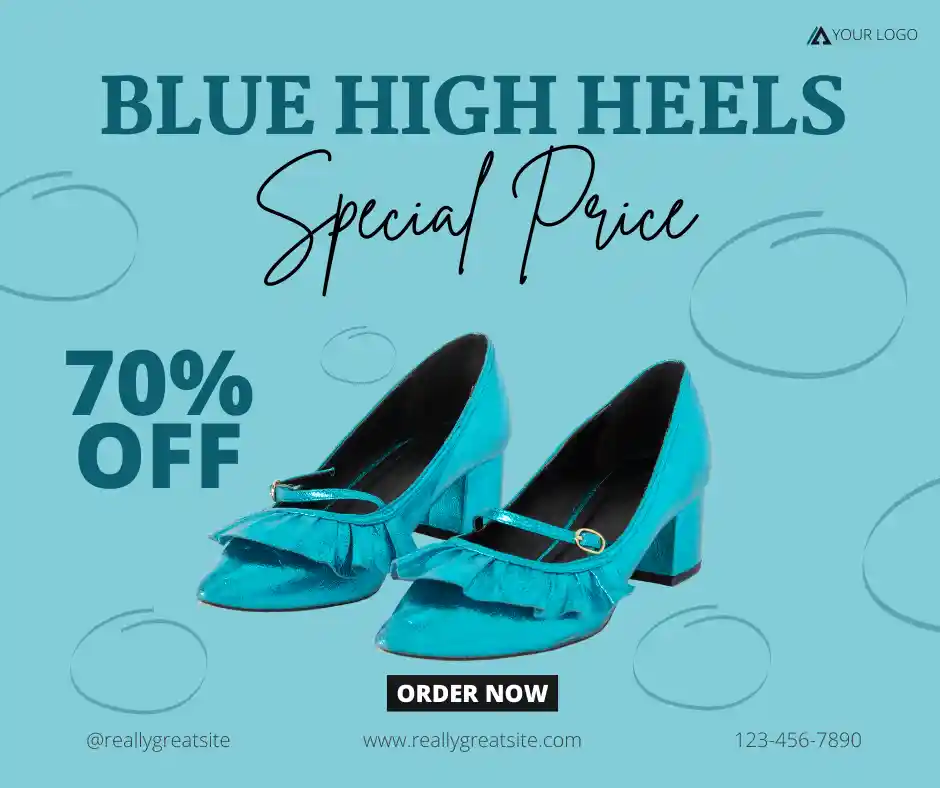 YOUR LOGO
BLUE HIGH HEELS
Special Price
70%
OFF
ORDER NOW
@reallygreatsite
www.reallygreatsite.com
123-456-7890